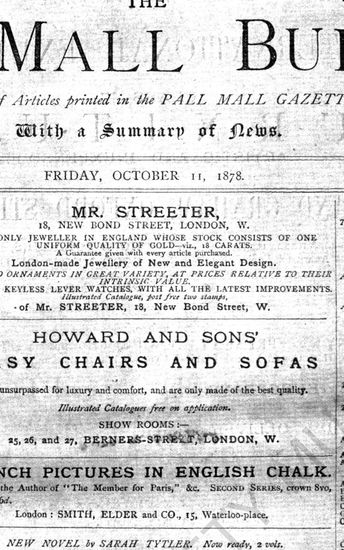 THE
MALL BU
of Articles printed in the PALL MALL GAZETT
With a Summary of News.
FRIDAY, OCTOBER 11, 1878.
MR. STREETER,
18, NEW BOND STREET, LONDON, W.
ONLY JEWELLER IN ENGLAND WHOSE STOCK CONSISTS OF ONE
UNIFORM QUALITY OF GOLD—viz., 18 CARATS.
A Guarantee given with every article purchased.
London-made Jewellery of New and Elegant Design.
D ORNAMENTS IN GREAT VARIETY, AT PRICES RELATIVE TO THEIR
INTRINSIC VALUE.
KEYLESS LEVER WATCHES, WITH ALL THE LATEST IMPROVEMENTS.
Illustrated Catalogue, post free two stamps,
of Mr. STREETER, 18, New Bond Street, W.
HOWARD AND SONS'
SY CHAIRS AND SOFAS
unsurpassed for luxury and comfort, and are only made of the best quality.
Illustrated Catalogues free on application.
SHOW ROOMS:—
25, 26, and 27, BERNERS-STREET, LONDON, W.
NCH PICTURES IN ENGLISH CHALK.
the Author of "The Member for Paris," &c. SECOND SERIES, crown 8vo,
6d.
London: SMITH, ELDER and CO., 15, Waterloo-place.
NEW NOVEL by SARAH TYTLER. Now ready, 2 vols.